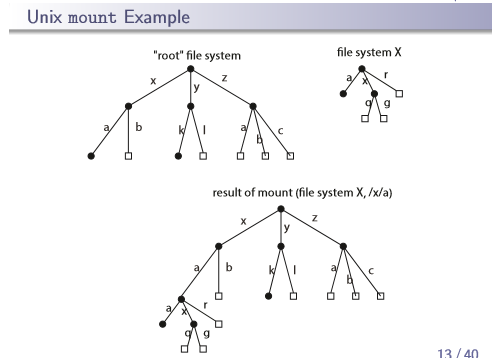 Unix mount Example
"root" file system
file system X
x
y
z
a
x
r
q
g
a
b
k
l
a
b
c
result of mount (file system X, /x/a)
x
y
z
a
b
k
l
a
b
c
a
x
r
q
g
13 / 40